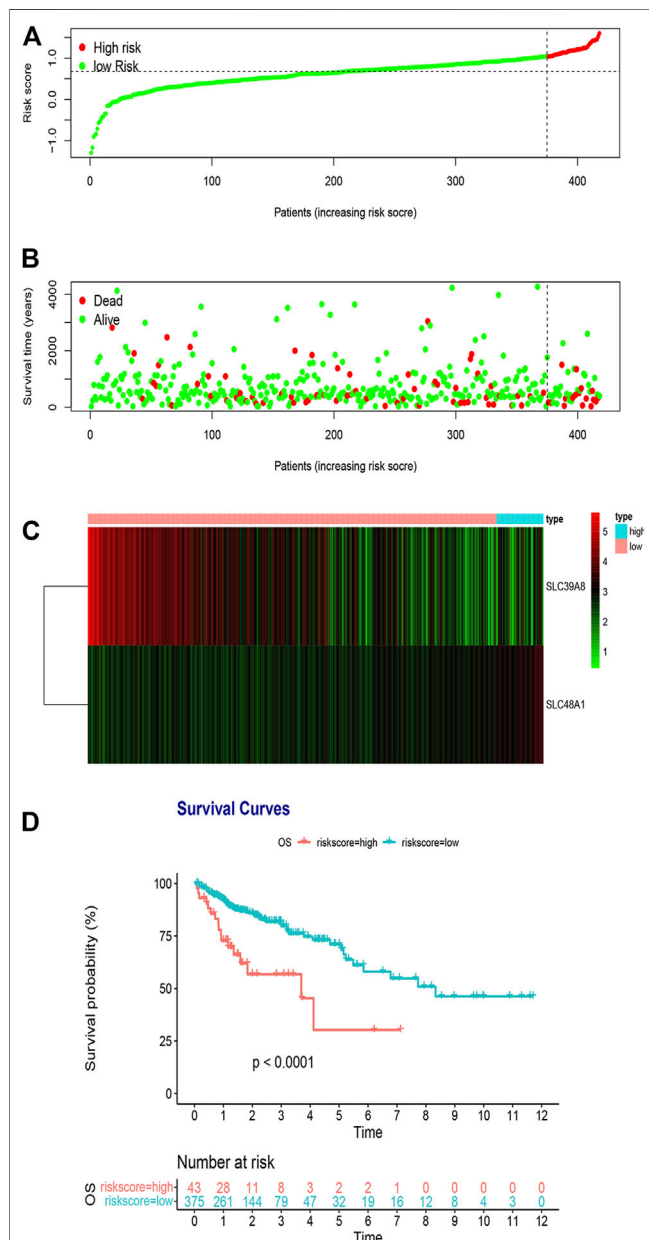 A
High risk
low Risk
Risk score
1.0
0.0
−1.0
0 100 200 300 400
Patients (increasing risk socre)
B
Dead
Alive
Survival time (years)
4000
2000
0
0 100 200 300 400
Patients (increasing risk socre)
C
type
SLC39A8
SLC48A1
5
4
3
2
1
type
high
low
D
Survival Curves
OS riskscore=high riskscore=low
Survival probability (%)
100
75
50
25
0
p < 0.0001
0 1 2 3 4 5 6 7 8 9 10 11 12
Time
Number at risk
OS
riskscore=high 43 28 11 8 3 2 2 1 0 0 0 0 0
riskscore=low 375 261 144 79 47 32 19 16 12 8 4 3 0
0 1 2 3 4 5 6 7 8 9 10 11 12
Time